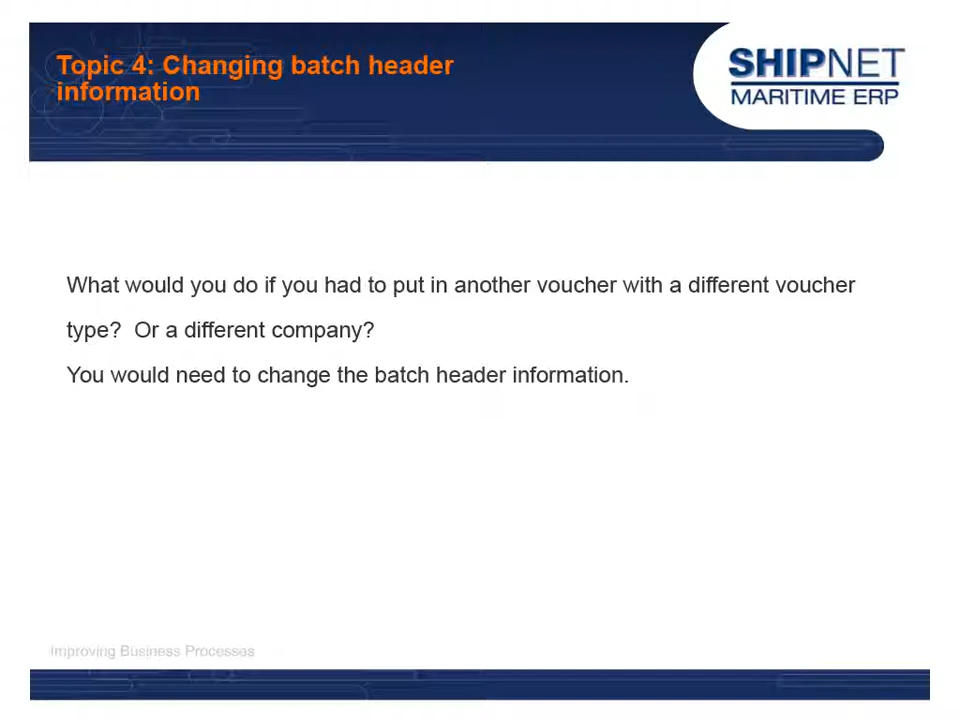 Topic 4: Changing batch header
information
SHIPNET
MARITIME ERP
What would you do if you had to put in another voucher with a different voucher
type?  Or a different company?
You would need to change the batch header information.
Improving Business Processes